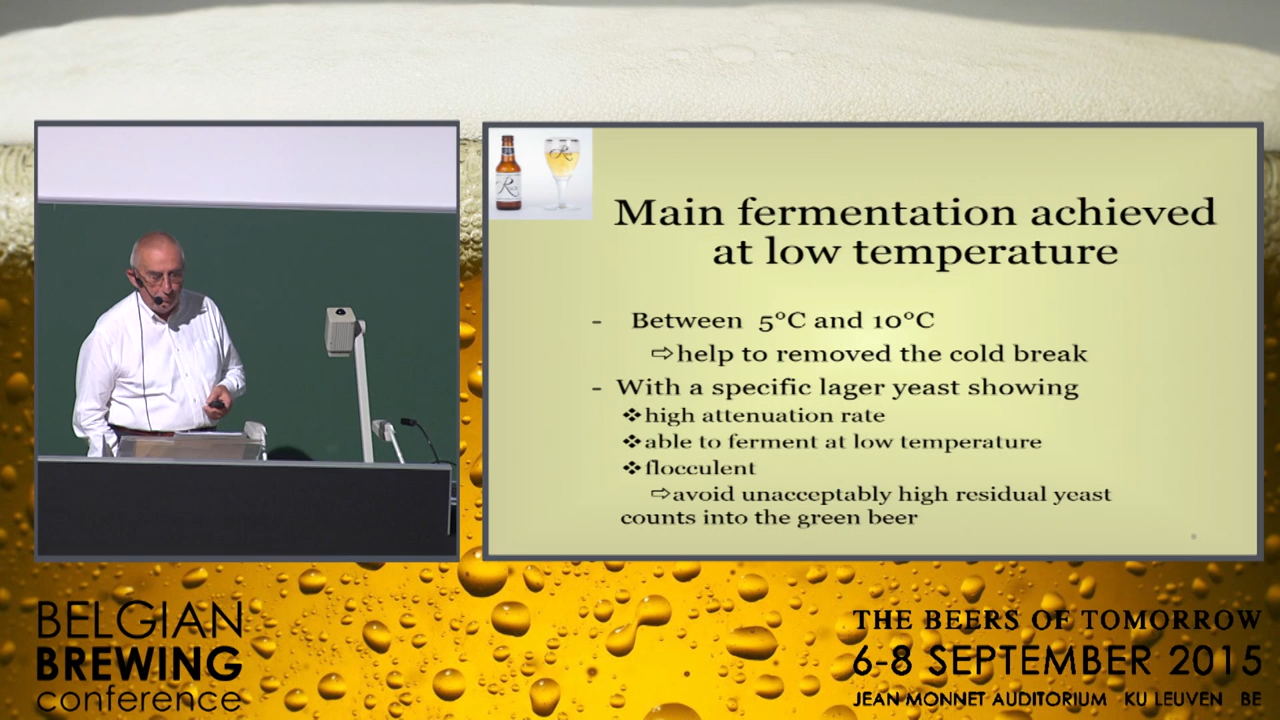 Main fermentation achieved
at low temperature
- Between 5°C and 10°C
⇨help to removed the cold break
- With a specific lager yeast showing
❖high attenuation rate
❖able to ferment at low temperature
❖flocculent
⇨avoid unacceptably high residual yeast
counts into the green beer
BELGIAN
BREWING
conference
THE BEERS OF TOMORROW
6-8 SEPTEMBER 2015
JEAN MONNET AUDITORIUM KU LEUVEN BE